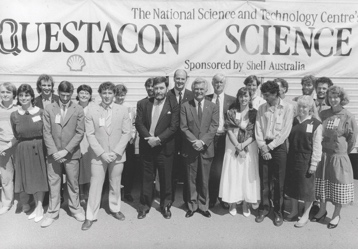 The National Science and Technology Centre's
QUESTACON SCIENCE
Sponsored by Shell Australia